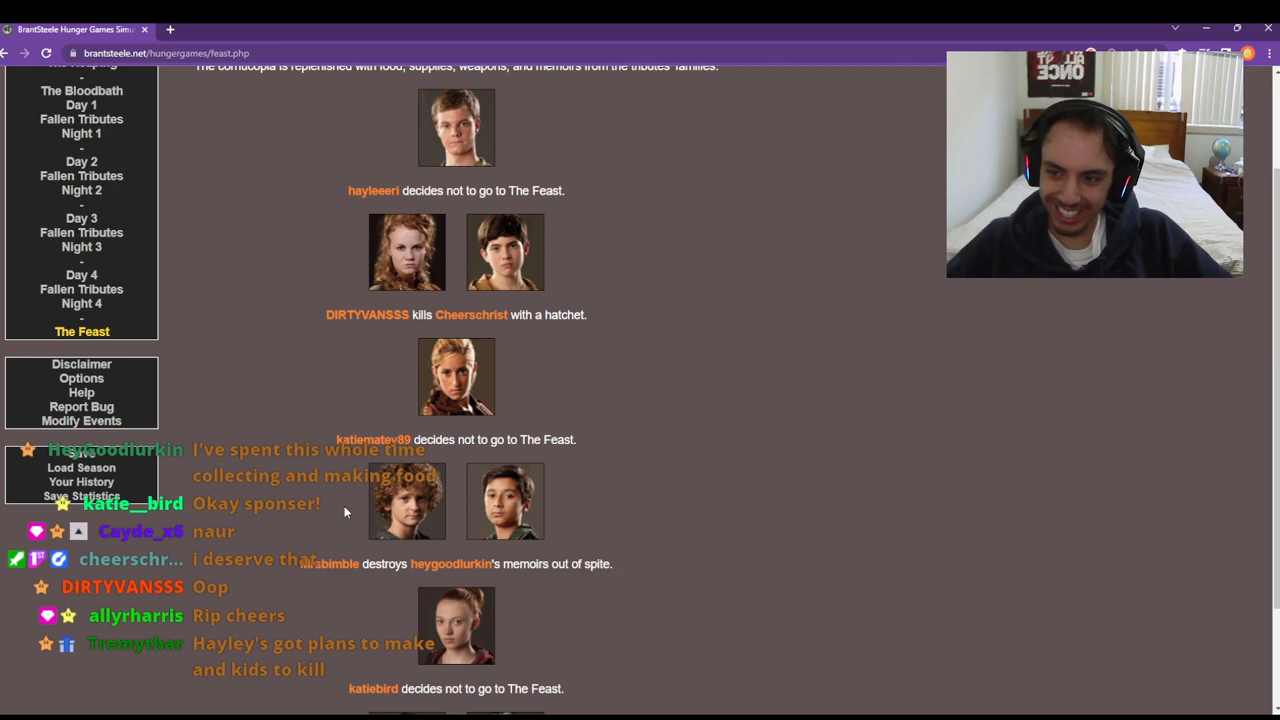 BrantSteele Hunger Games Simu
brantsteele.net/hungergames/feast.php
ALL AT
ONCE
The cornucopia is replenished with food, supplies, weapons, and memoirs from the tributes' families.
-
The Bloodbath
Day 1
Fallen Tributes
Night 1
-
Day 2
Fallen Tributes
Night 2
-
Day 3
Fallen Tributes
Night 3
-
Day 4
Fallen Tributes
Night 4
-
The Feast
Disclaimer
Options
Help
Report Bug
Modify Events
Load Season
Your History
Save Statistics
hayleeeri decides not to go to The Feast.
DIRTYVANSSS kills Cheerschrist with a hatchet.
katiematey89 decides not to go to The Feast.
destroys heygoodlurkin's memoirs out of spite.
katiebird decides not to go to The Feast.
HeyGoodlurkin I've spent this whole time
collecting and making food
katie__bird Okay sponser!
Cayde_x6 naur
1st cheerschr... i deserve that
DIRTYVANSSS Oop
allyrharris Rip cheers
Tremythar Hayley's got plans to make
and kids to kill